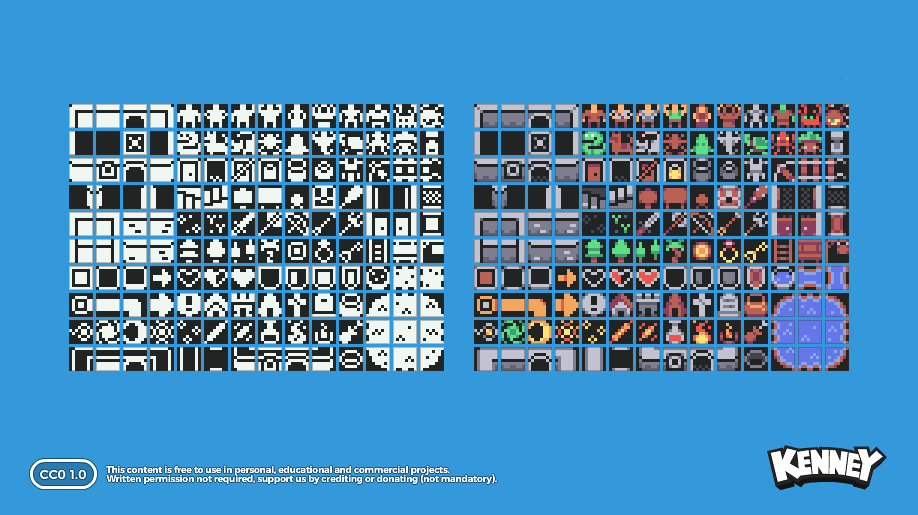 CC0 1.0
This content is free to use in personal, educational and commercial projects.
Written permission not required, support us by crediting or donating (not mandatory).
KENNEY